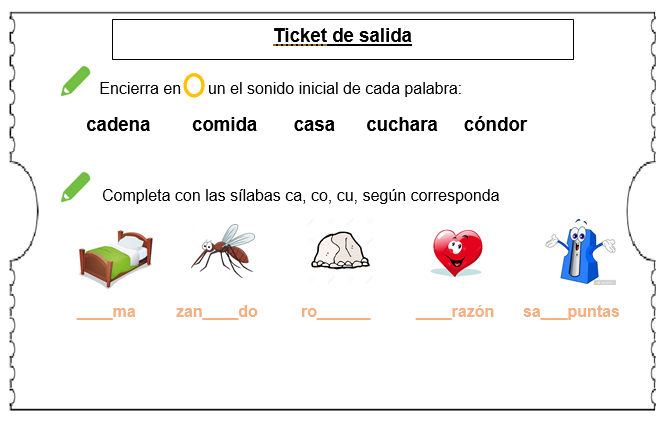 Ticket de salida
Encierra en un el sonido inicial de cada palabra:
cadena comida casa cuchara cóndor
Completa con las sílabas ca, co, cu, según corresponda
____ma zan____do ro______ ____razón sa___puntas